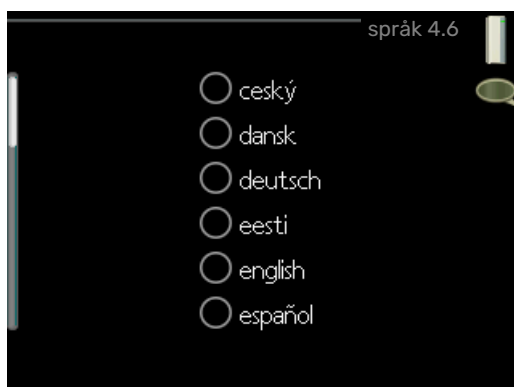 språk 4.6
ceský
dansk
deutsch
eesti
english
español